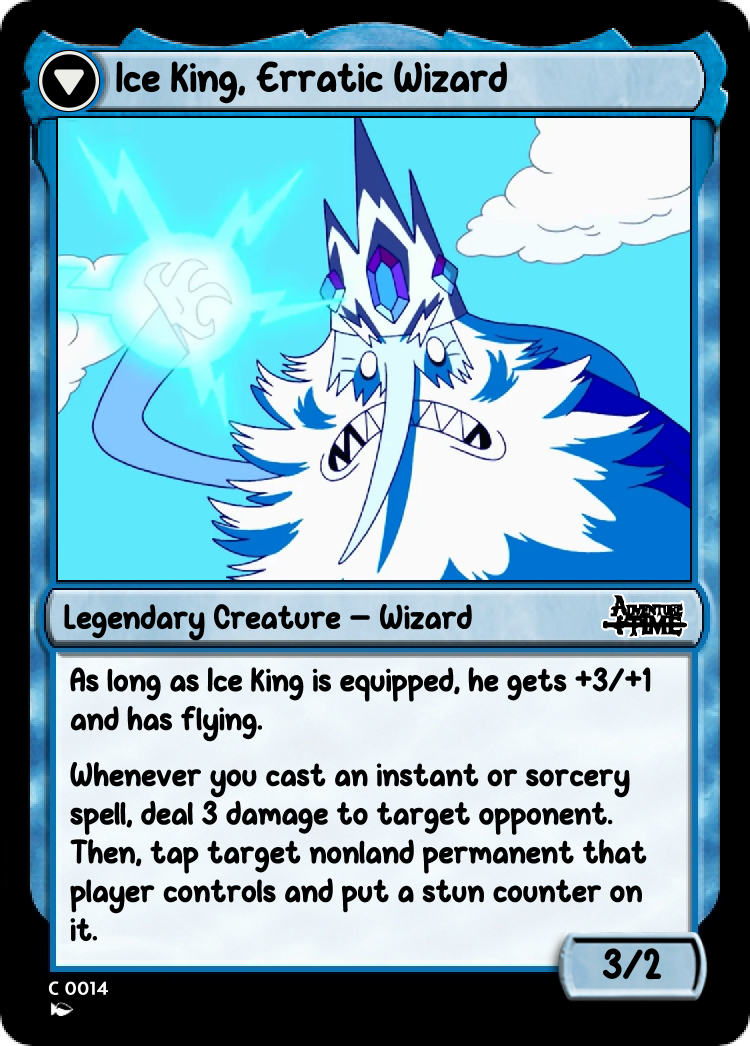 Ice King, Erratic Wizard
Legendary Creature – Wizard
ADVENTURE
TIME
As long as Ice King is equipped, he gets +3/+1
and has flying.
Whenever you cast an instant or sorcery
spell, deal 3 damage to target opponent.
Then, tap target nonland permanent that
player controls and put a stun counter on
it.
3/2
C 0014